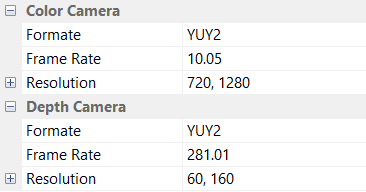 Color Camera
Formate YUY2
Frame Rate 10.05
Resolution 720, 1280
Depth Camera
Formate YUY2
Frame Rate 281.01
Resolution 60, 160